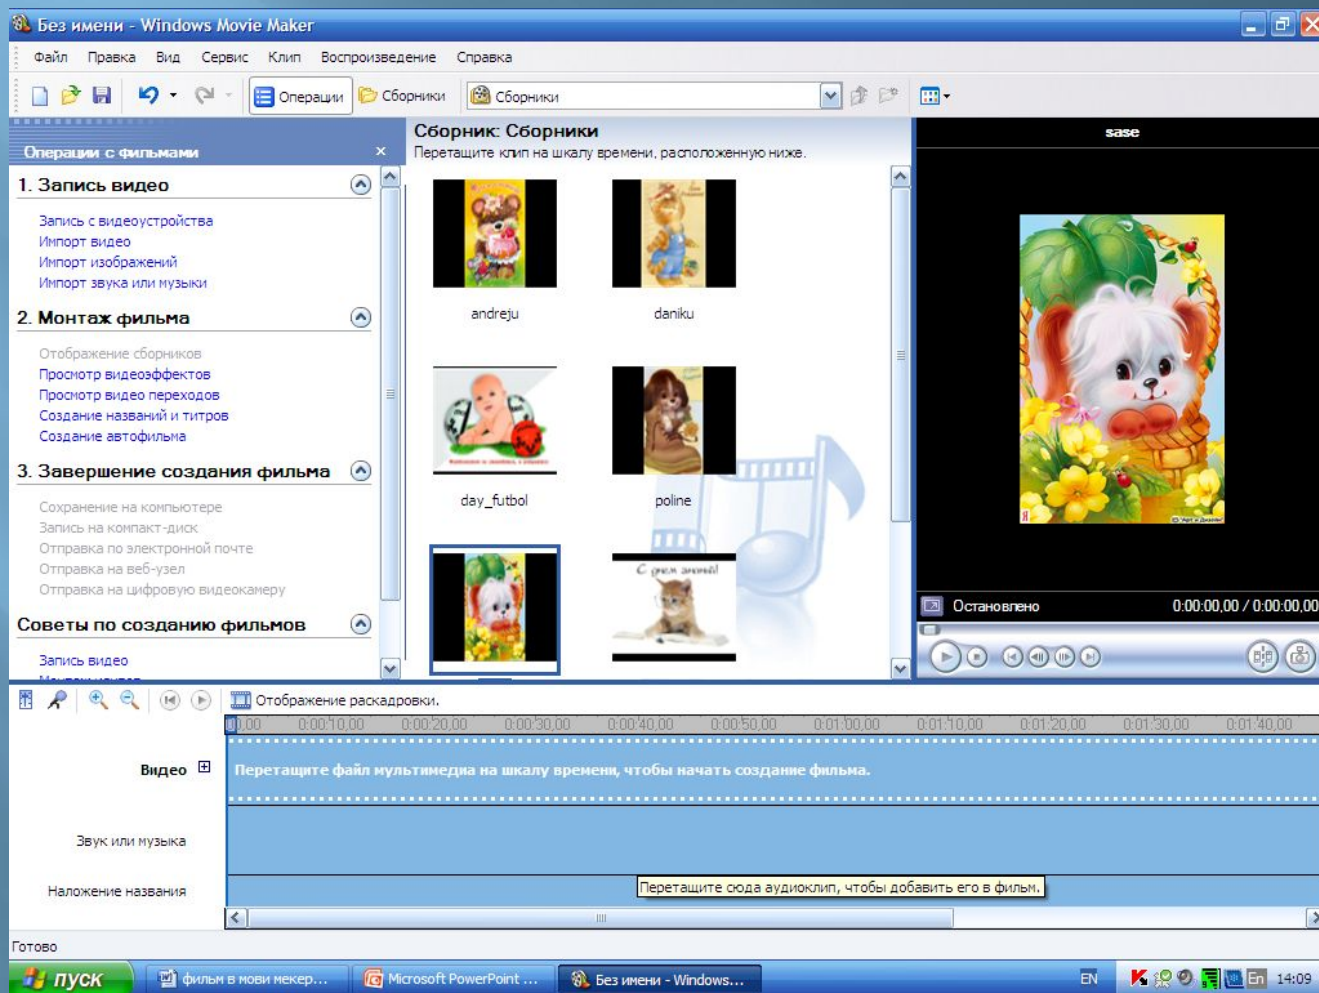 Без имени - Windows Movie Maker
Файл Правка Вид Сервис Клип Воспроизведение Справка
Операции Сборники Сборники
Операции с фильмами
1. Запись видео
Запись с видеоустройства
Импорт видео
Импорт изображений
Импорт звука или музыки
2. Монтаж фильма
Отображение сборников
Просмотр видеоэффектов
Просмотр видео переходов
Создание названий и титров
Создание автофильма
3. Завершение создания фильма
Сохранение на компьютере
Запись на компакт-диск
Отправка по электронной почте
Отправка на веб-узел
Отправка на цифровую видеокамеру
Советы по созданию фильмов
Запись видео
Сборник: Сборники
Перетащите клип на шкалу времени, расположенную ниже.
andreju
daniku
day_futbol
poline
С днем знаний!
sase
Я
© "Арт и Дизайн"
Остановлено 0:00:00,00 / 0:00:00,00
Отображение раскадровки.
0:00:10,00 0:00:20,00 0:00:30,00 0:00:40,00 0:00:50,00 0:01:00,00 0:01:10,00 0:01:20,00 0:01:30,00 0:01:40,00
Видео
Перетащите файл мультимедиа на шкалу времени, чтобы начать создание фильма.
Звук или музыка
Наложение названия
Перетащите сюда аудиоклип, чтобы добавить его в фильм.
Готово
пуск фильм в мови мекер... Microsoft PowerPoint ... Без имени - Windows... EN En 14:09